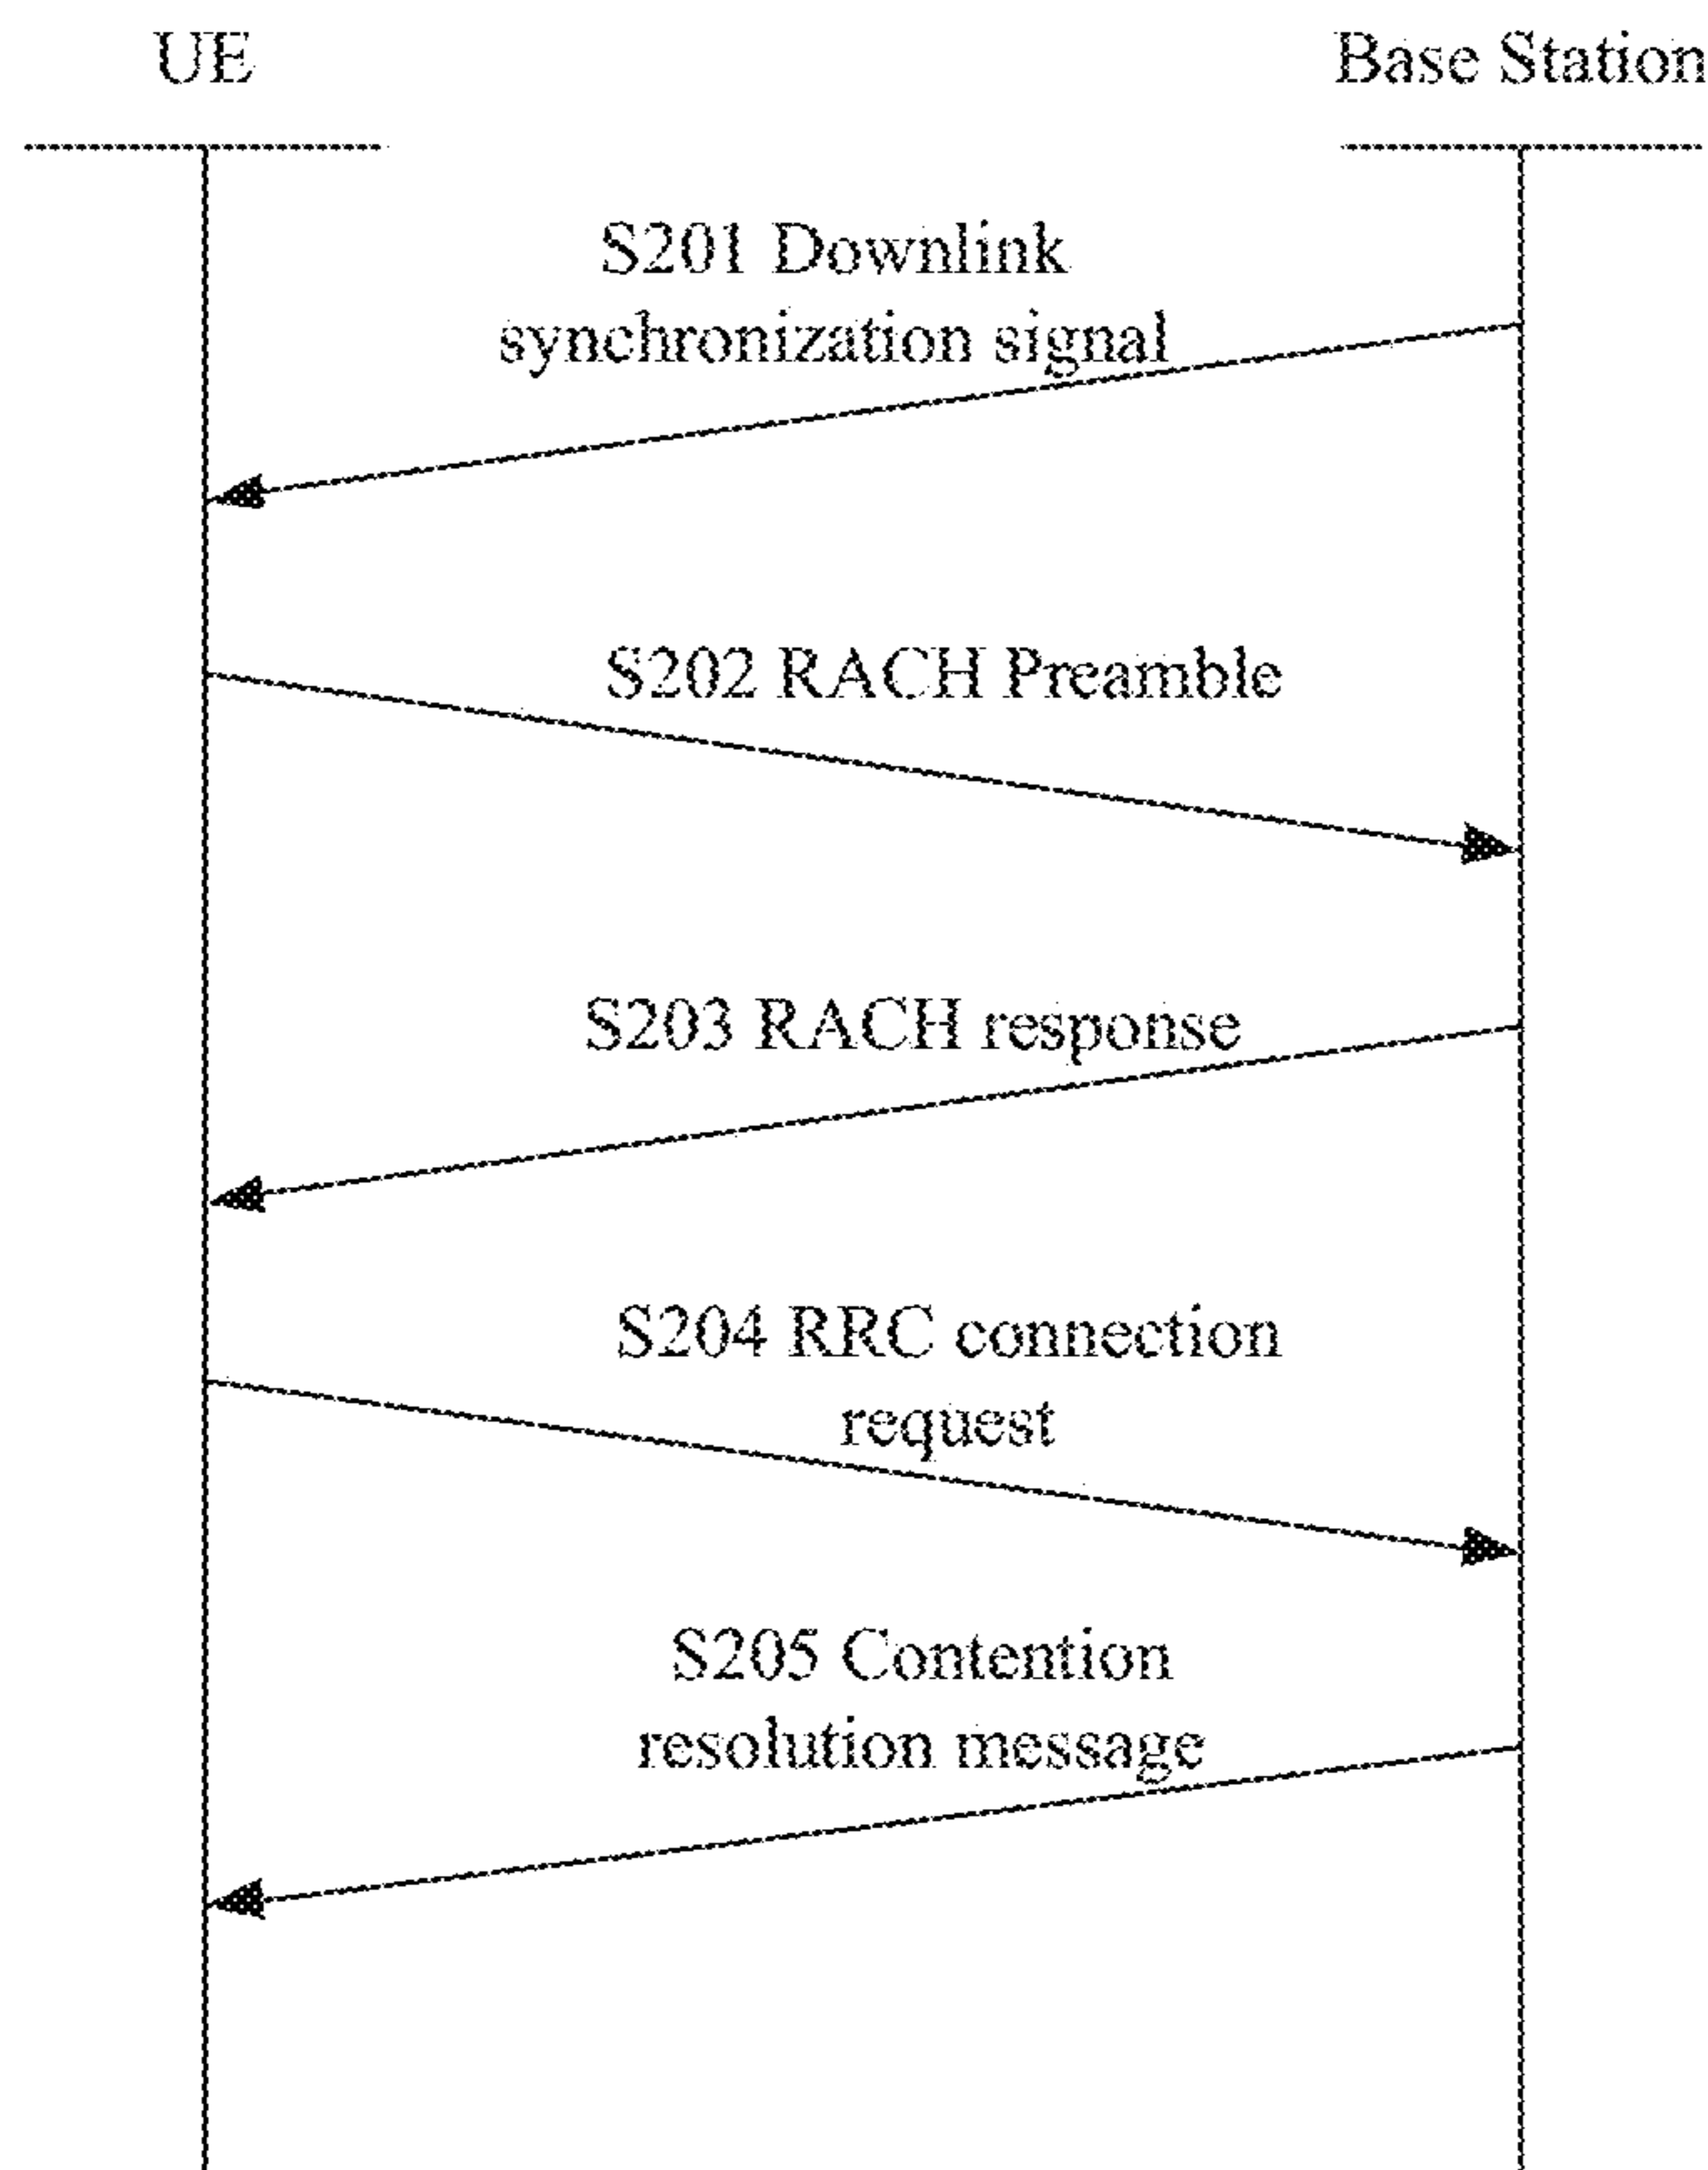 UE
Base Station
S201 Downlink
synchronization signal
S202 RACH Preamble
S203 RACH response
S204 RRC connection
request
S205 Contention
resolution message